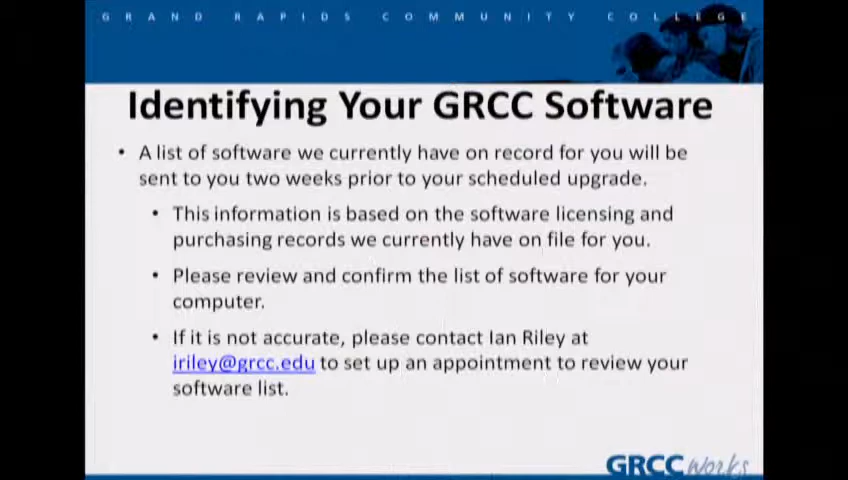 GRAND RAPIDS COMMUNITY COLLEGE
Identifying Your GRCC Software
• A list of software we currently have on record for you will be
sent to you two weeks prior to your scheduled upgrade.
• This information is based on the software licensing and
purchasing records we currently have on file for you.
• Please review and confirm the list of software for your
computer.
• If it is not accurate, please contact Ian Riley at
iriley@grcc.edu to set up an appointment to review your
software list.
GRCC Works